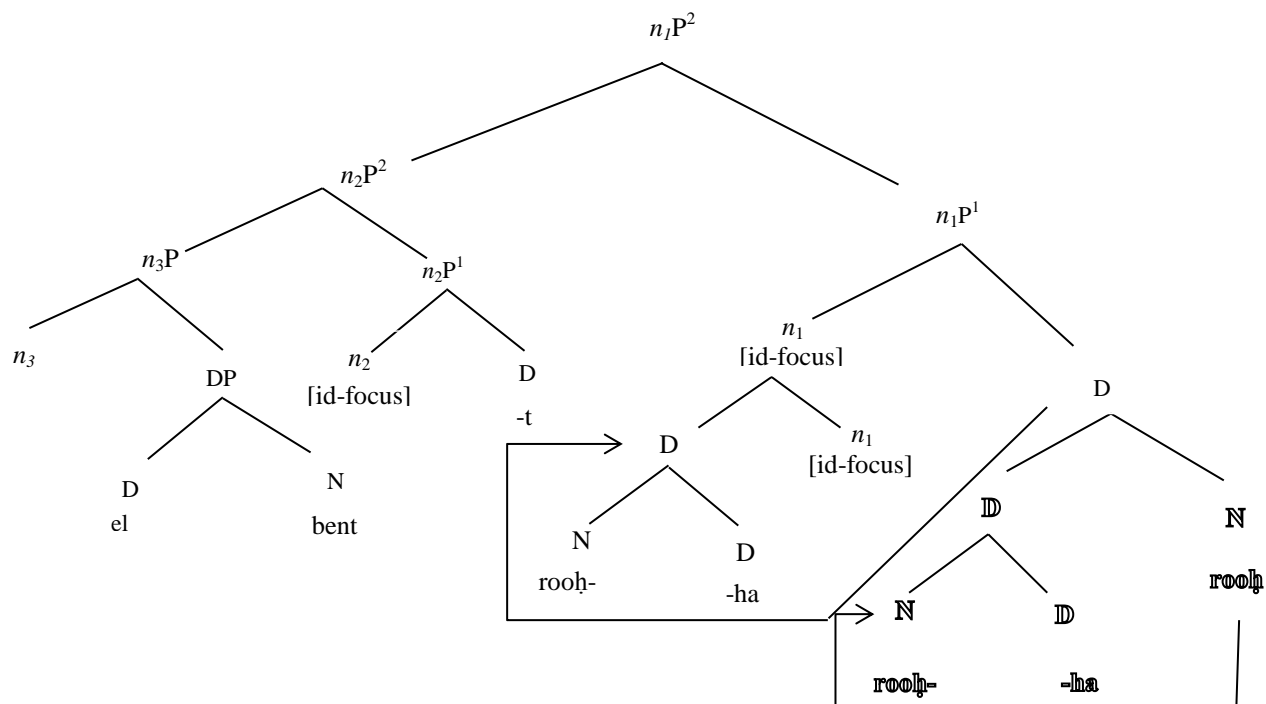 n₁P²
n₂P²
n₁P¹
n₃P
n₂P¹
n₁
[id-focus]
n₃
n₂
[id-focus]
D
-t
DP
D
D
n₁
[id-focus]
D
el
N
bent
D
N
rooḥ
N
rooḥ-
D
-ha
N
rooḥ-
D
-ha